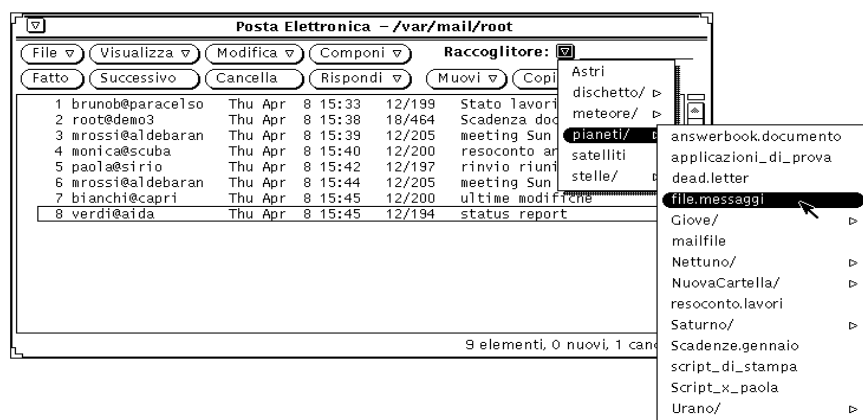 Posta Elettronica – /var/mail/root
File Visualizza Modifica Componi Raccoglitore:
Fatto Successivo Cancella Rispondi Muovi Copi
1 brunob@paracelso Thu Apr 8 15:33 12/199 Stato lavori
2 root@demo3 Thu Apr 8 15:38 18/464 Scadenza doc
3 mrossi@aldebaran Thu Apr 8 15:39 12/205 meeting Sun
4 monica@scuba Thu Apr 8 15:40 12/200 resoconto an
5 paola@sirio Thu Apr 8 15:42 12/197 rinvio riuni
6 mrossi@aldebaran Thu Apr 8 15:44 12/205 meeting Sun
7 bianchi@capri Thu Apr 8 15:45 12/200 ultime modifiche
8 verdi@aida Thu Apr 8 15:45 12/194 status report
9 elementi, 0 nuovi, 1 canc
Astri
dischetto/
meteore/
pianeti/
satelliti
stelle/
answerbook.documento
applicazioni_di_prova
dead.letter
file.messaggi
Giove/
mailfile
Nettuno/
NuovaCartella/
resoconto.lavori
Saturno/
Scadenze.gennaio
script_di_stampa
Script_x_paola
Urano/